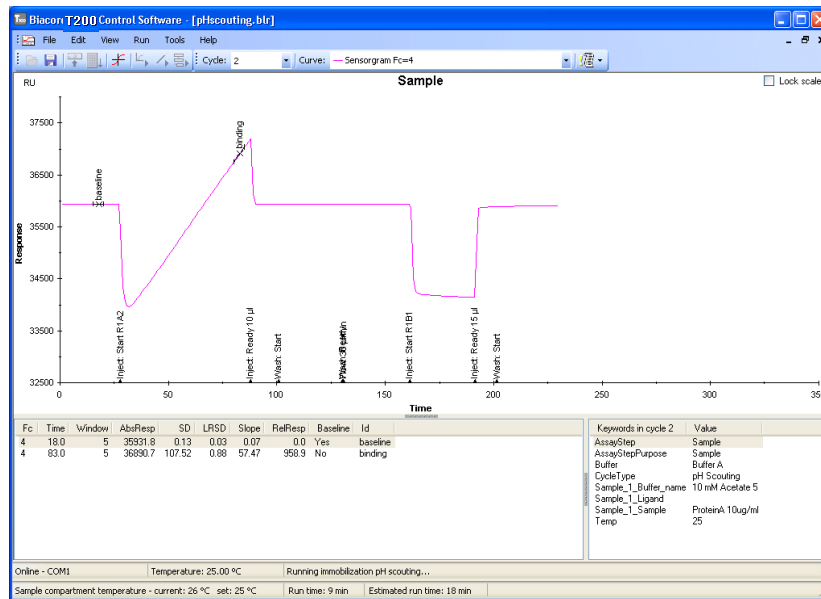 Biacore T200 Control Software - [pHscouting.blr]
File Edit View Run Tools Help
Cycle: 2 Curve: Sensorgram Fc=4
RU
Sample
Lock scale
37500
36000
35000
34500
33500
32500
Response
baseline
binding
Inject: Start R1A2
Inject: Ready 10 µl
Wash: Start
Inject: Start R1B1
Inject: Ready 15 µl
Wash: Start
0 50 100 150 200 250 300 35
Time
Fc Time Window AbsResp SD LRSD Slope RelResp Baseline Id
4 18.0 5 35931.8 0.13 0.03 0.07 0.0 Yes baseline
4 83.0 5 36890.7 107.52 0.88 57.47 958.9 No binding
Keywords in cycle 2 Value
AssayStep Sample
AssayStepPurpose Sample
Buffer Buffer A
CycleType pH Scouting
Sample_1_Buffer_name 10 mM Acetate 5
Sample_1_Ligand
Sample_1_Sample ProteinA 10ug/ml
Temp 25
Online - COM1 Temperature: 25.00 ºC Running immobilization pH scouting...
Sample compartment temperature - current: 26 ºC set: 25 ºC Run time: 9 min Estimated run time: 18 min